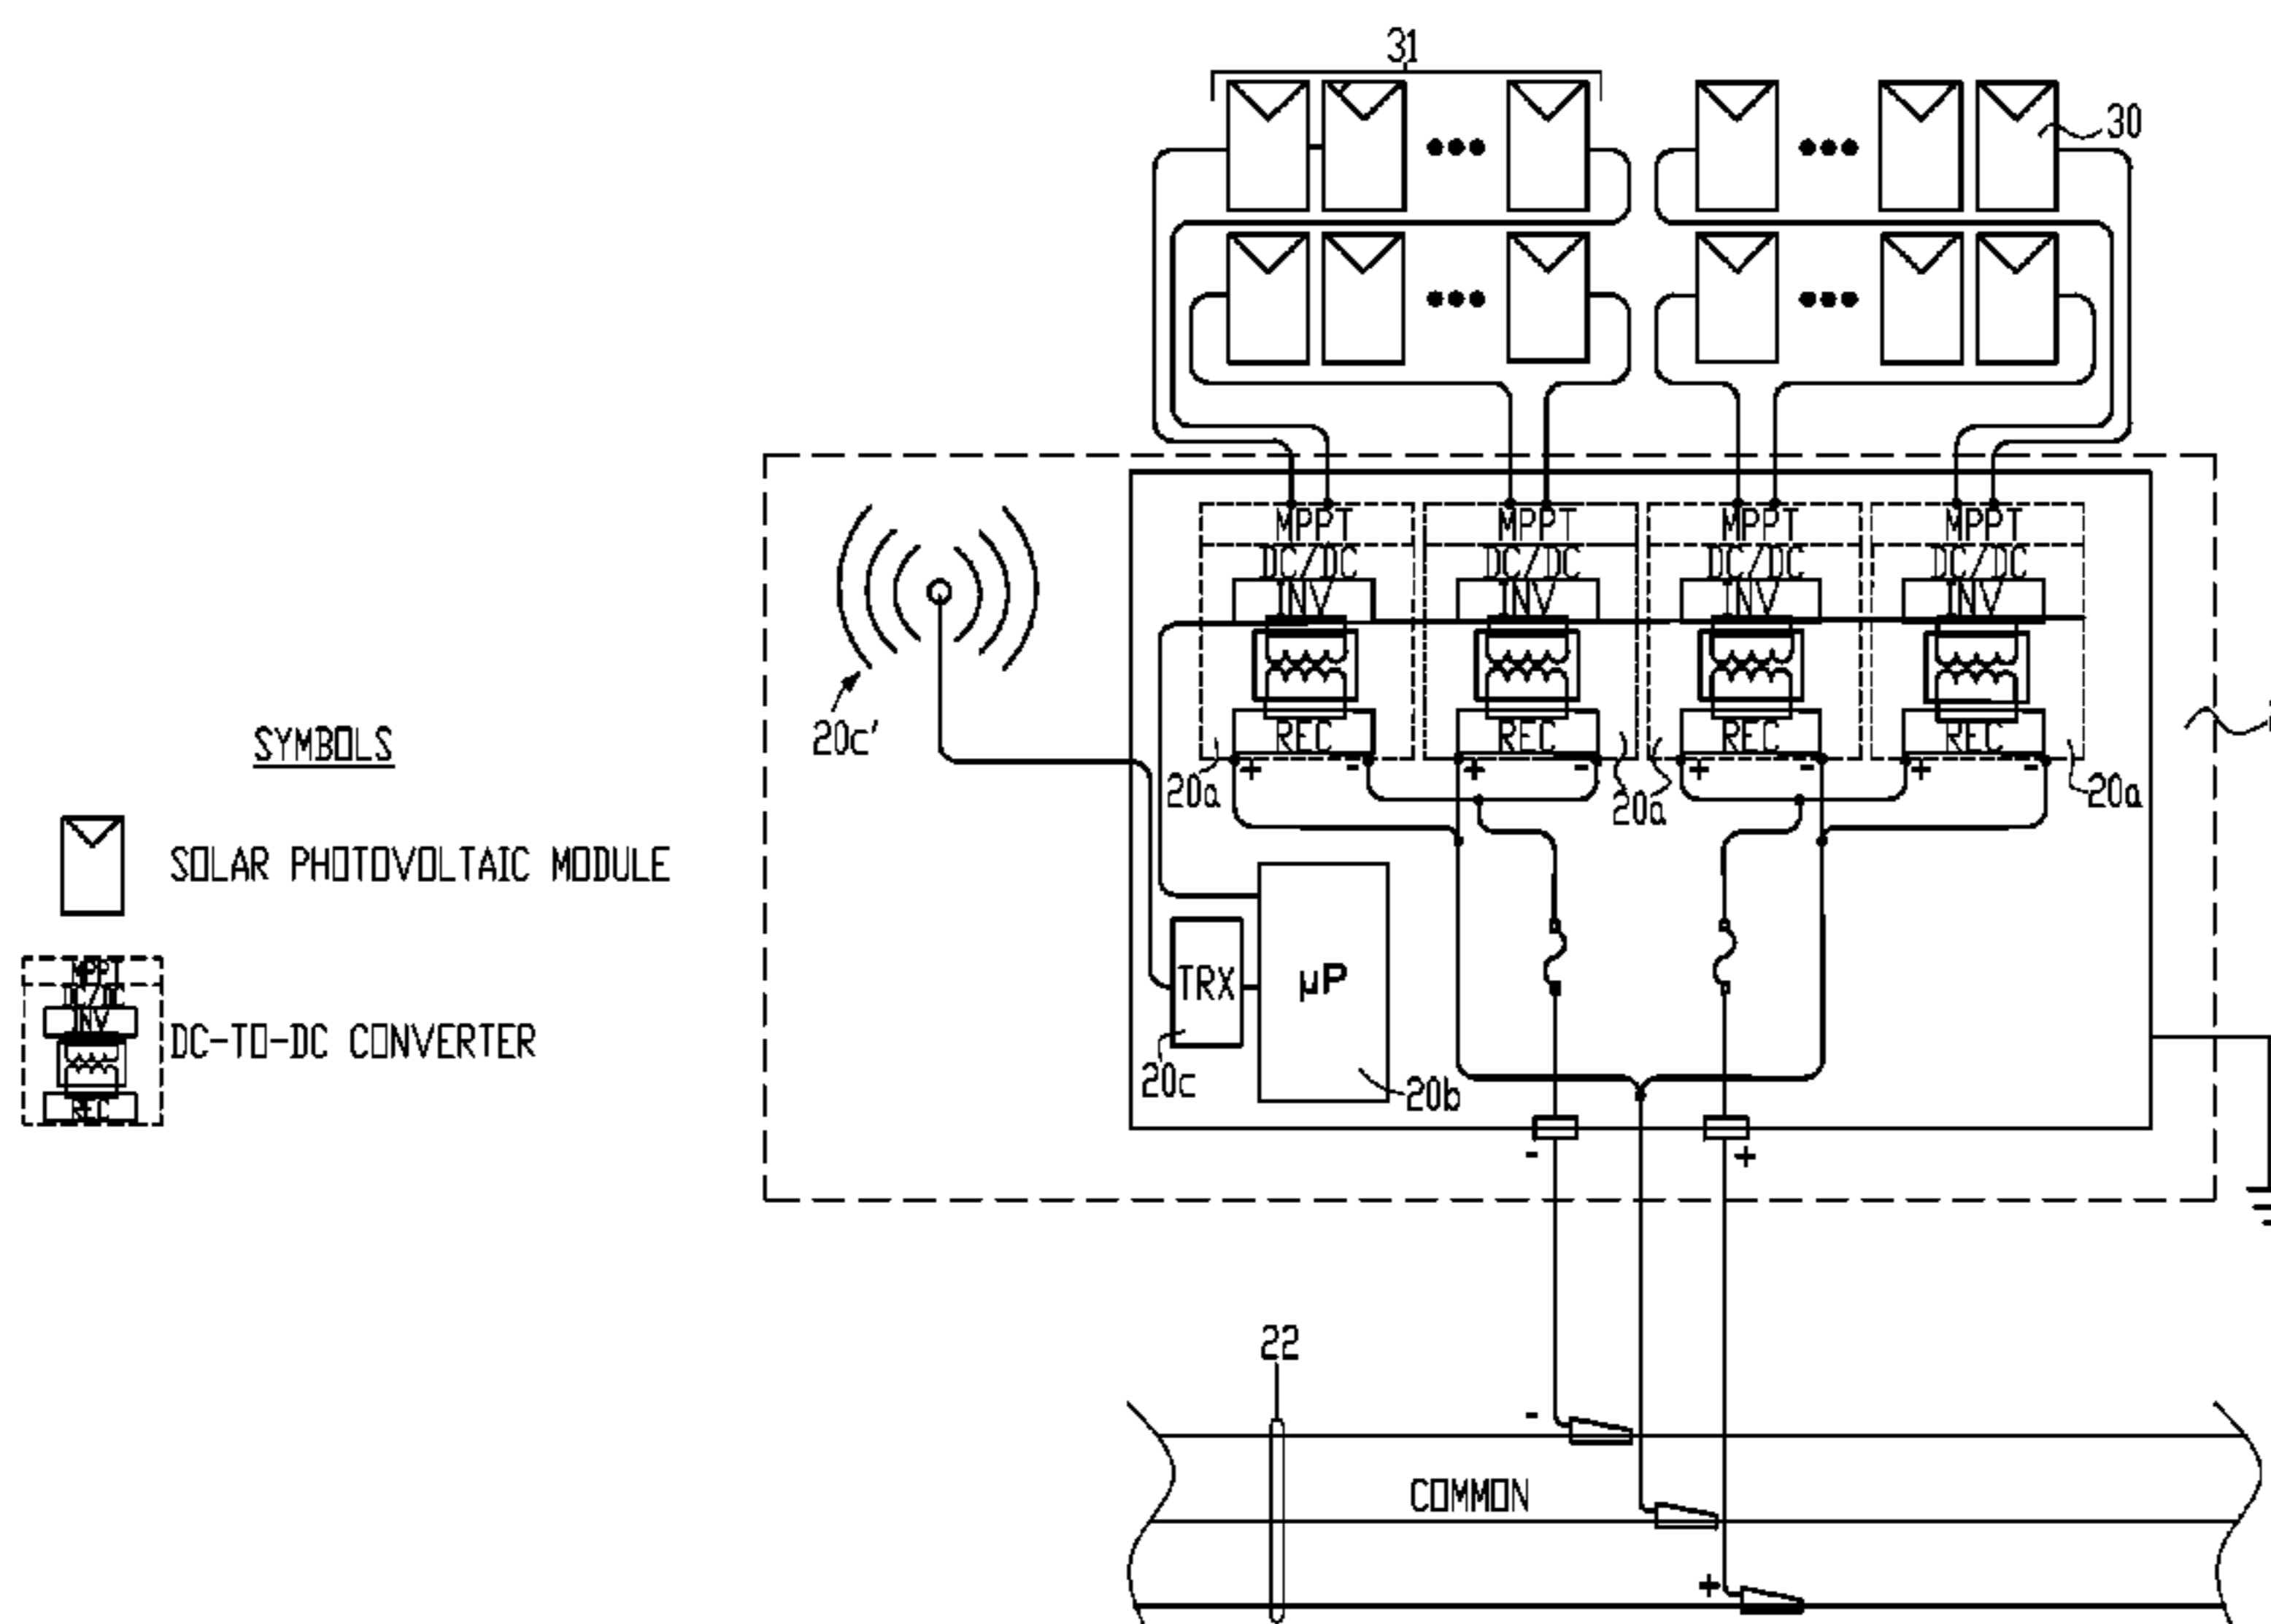 31
30
MPPT MPPT MPPT MPPT
DC/DC DC/DC DC/DC DC/DC
INV INV INV INV
20c'
REC REC REC REC
+ - + - + - + -
20a 20a 20a 20a
SYMBOLS
SOLAR PHOTOVOLTAIC MODULE
MPPT
DC/DC
INV
REC
DC-TO-DC CONVERTER
TRX
µP
20c
20b
- +
22
-
COMMON
+